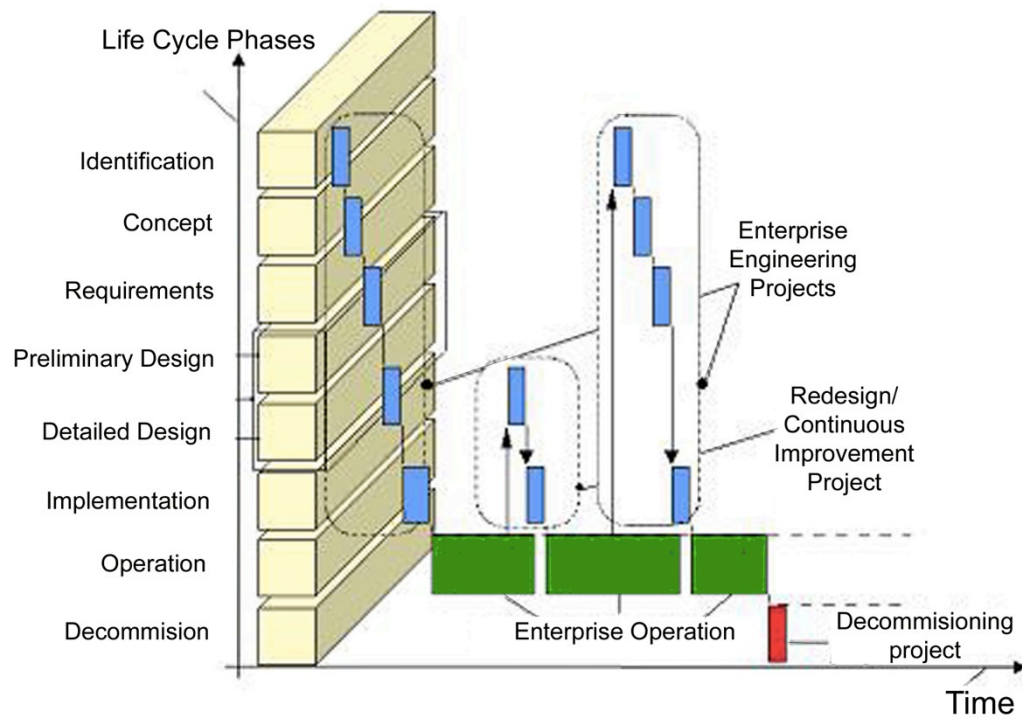 Life Cycle Phases
Identification
Concept
Requirements
Preliminary Design
Detailed Design
Implementation
Operation
Decommision
Enterprise
Engineering
Projects
Redesign/
Continuous
Improvement
Project
Enterprise Operation
Decommisioning
project
Time